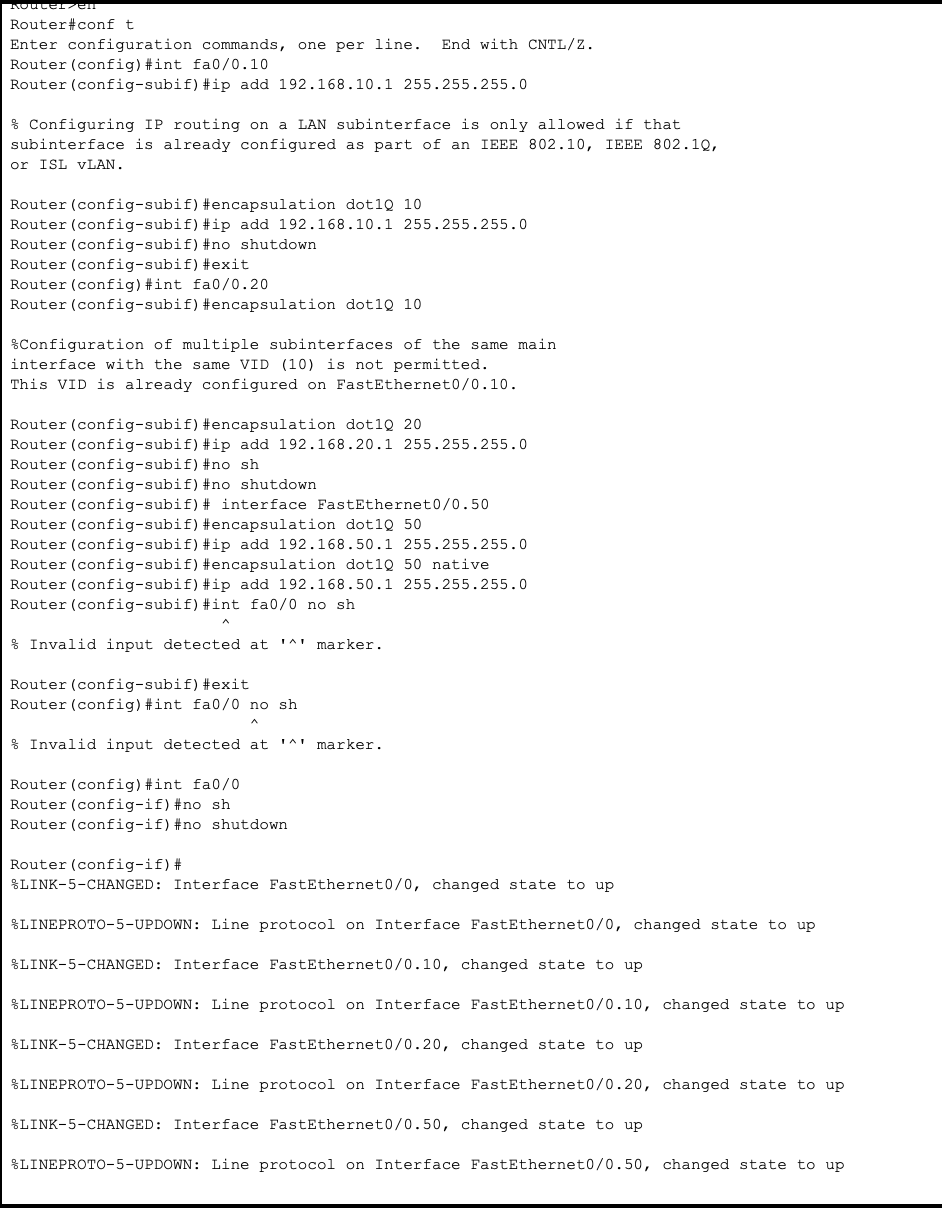 Router>en
Router#conf t
Enter configuration commands, one per line.  End with CNTL/Z.
Router(config)#int fa0/0.10
Router(config-subif)#ip add 192.168.10.1 255.255.255.0

% Configuring IP routing on a LAN subinterface is only allowed if that
subinterface is already configured as part of an IEEE 802.10, IEEE 802.1Q,
or ISL vLAN.

Router(config-subif)#encapsulation dot1Q 10
Router(config-subif)#ip add 192.168.10.1 255.255.255.0
Router(config-subif)#no shutdown
Router(config-subif)#exit
Router(config)#int fa0/0.20
Router(config-subif)#encapsulation dot1Q 10

%Configuration of multiple subinterfaces of the same main
interface with the same VID (10) is not permitted.
This VID is already configured on FastEthernet0/0.10.

Router(config-subif)#encapsulation dot1Q 20
Router(config-subif)#ip add 192.168.20.1 255.255.255.0
Router(config-subif)#no sh
Router(config-subif)#no shutdown
Router(config-subif)# interface FastEthernet0/0.50
Router(config-subif)#encapsulation dot1Q 50
Router(config-subif)#ip add 192.168.50.1 255.255.255.0
Router(config-subif)#encapsulation dot1Q 50 native
Router(config-subif)#ip add 192.168.50.1 255.255.255.0
Router(config-subif)#int fa0/0 no sh
                      ^
% Invalid input detected at '^' marker.

Router(config-subif)#exit
Router(config)#int fa0/0 no sh
                         ^
% Invalid input detected at '^' marker.

Router(config)#int fa0/0
Router(config-if)#no sh
Router(config-if)#no shutdown

Router(config-if)#
%LINK-5-CHANGED: Interface FastEthernet0/0, changed state to up

%LINEPROTO-5-UPDOWN: Line protocol on Interface FastEthernet0/0, changed state to up

%LINK-5-CHANGED: Interface FastEthernet0/0.10, changed state to up

%LINEPROTO-5-UPDOWN: Line protocol on Interface FastEthernet0/0.10, changed state to up

%LINK-5-CHANGED: Interface FastEthernet0/0.20, changed state to up

%LINEPROTO-5-UPDOWN: Line protocol on Interface FastEthernet0/0.20, changed state to up

%LINK-5-CHANGED: Interface FastEthernet0/0.50, changed state to up

%LINEPROTO-5-UPDOWN: Line protocol on Interface FastEthernet0/0.50, changed state to up